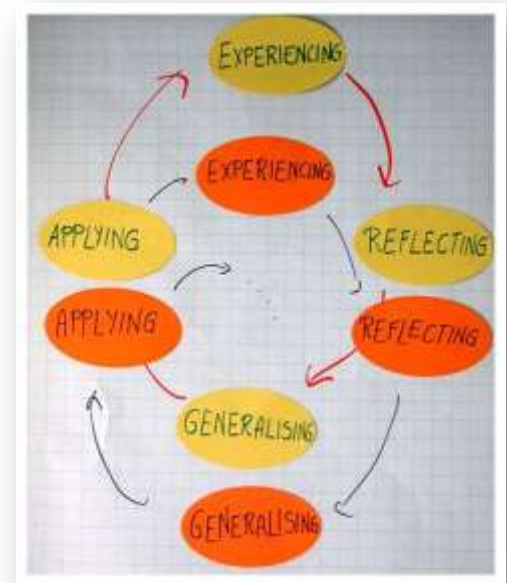 EXPERIENCING
EXPERIENCING
APPLYING
REFLECTING
APPLYING
REFLECTING
GENERALISING
GENERALISING